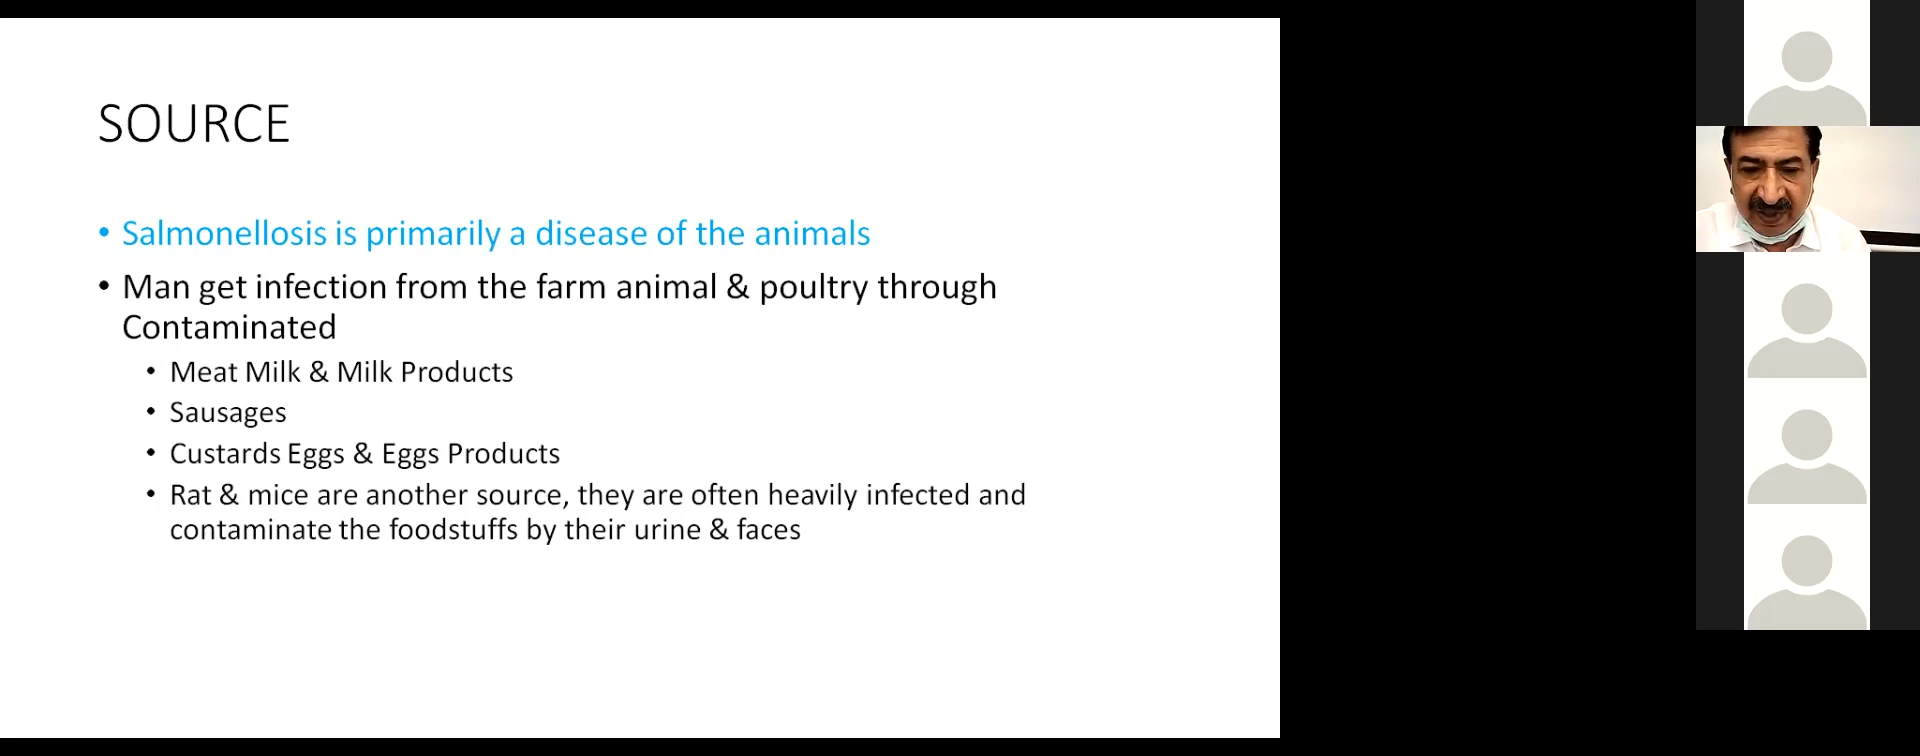 SOURCE
• Salmonellosis is primarily a disease of the animals
• Man get infection from the farm animal & poultry through
Contaminated
• Meat Milk & Milk Products
• Sausages
• Custards Eggs & Eggs Products
• Rat & mice are another source, they are often heavily infected and
contaminate the foodstuffs by their urine & faces